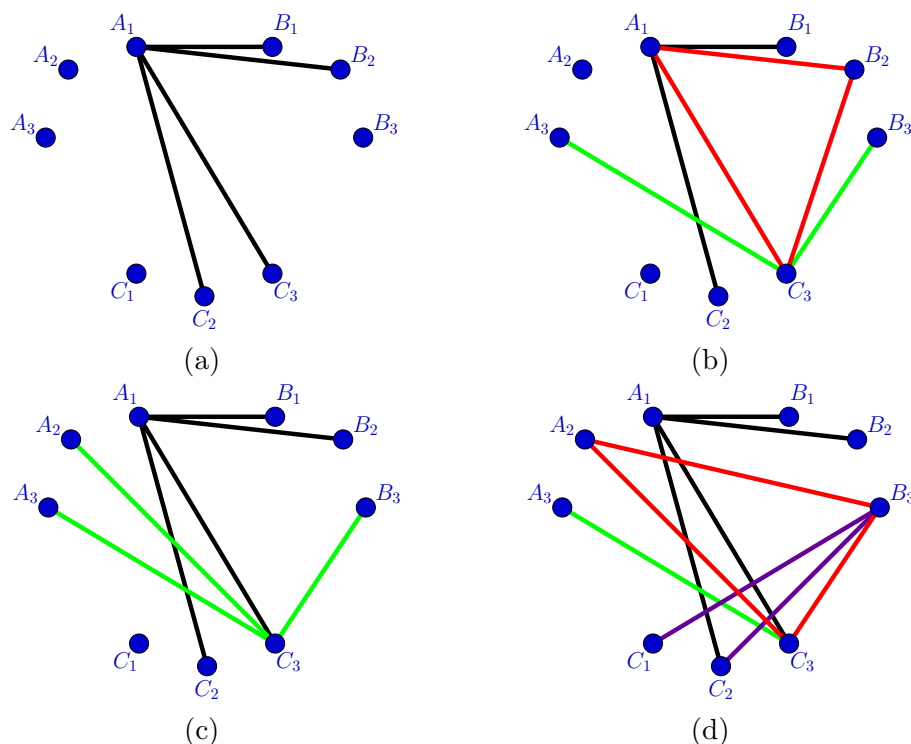 A₁ B₁ A₁ B₁
A₂ B₂ A₂ B₂
A₃ B₃ A₃ B₃
C₁ C₃ C₁ C₃
C₂ C₂
(a) (b)
A₁ B₁ A₁ B₁
A₂ B₂ A₂ B₂
A₃ B₃ A₃ B₃
C₁ C₃ C₁ C₃
C₂ C₂
(c) (d)